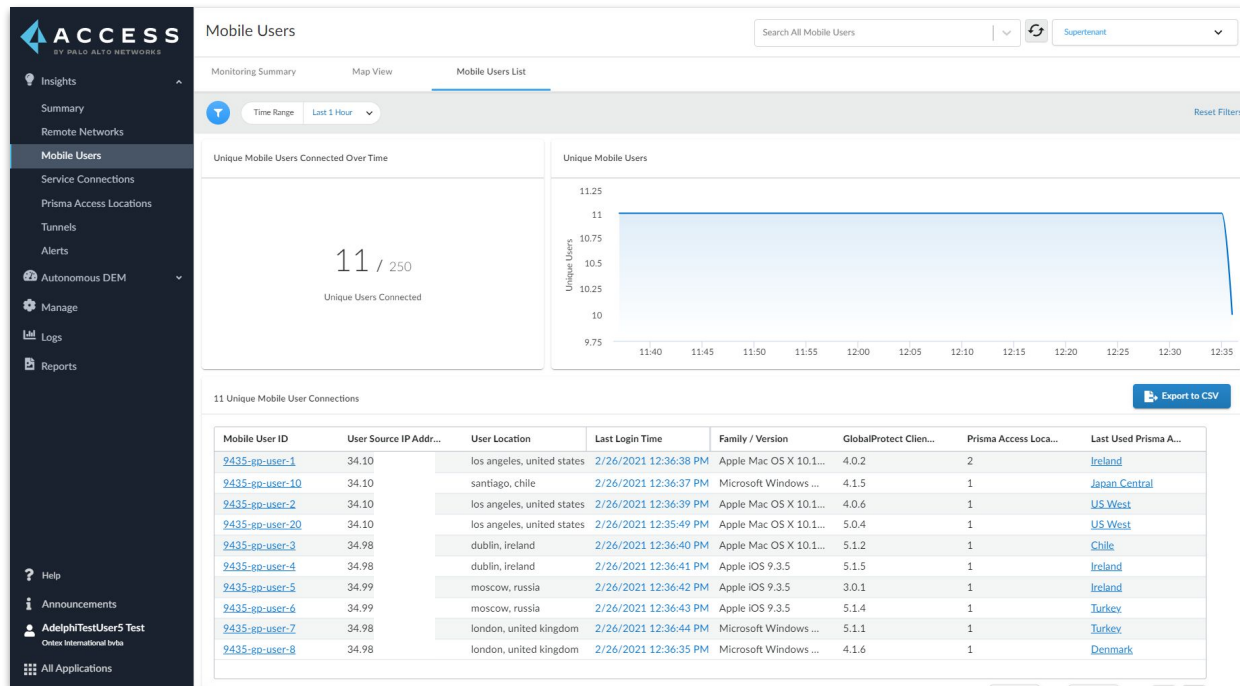 ACCESS
BY PALO ALTO NETWORKS
Insights
Summary
Remote Networks
Mobile Users
Service Connections
Prisma Access Locations
Tunnels
Alerts
Autonomous DEM
Manage
Logs
Reports
Help
Announcements
AdelphiTestUser5 Test
Ontex International bvba
All Applications
Mobile Users
Search All Mobile Users
Supertenant
Monitoring Summary Map View Mobile Users List
Time Range Last 1 Hour
Reset Filters
Unique Mobile Users Connected Over Time
11 / 250
Unique Users Connected
Unique Mobile Users
Unique Users
11.25
11
10.75
10.5
10.25
10
9.75
11:40 11:45 11:50 11:55 12:00 12:05 12:10 12:15 12:20 12:25 12:30 12:35
11 Unique Mobile User Connections
Export to CSV
Mobile User ID User Source IP Addr... User Location Last Login Time Family / Version GlobalProtect Clien... Prisma Access Loca... Last Used Prisma A...
9435-gp-user-1 34.10 los angeles, united states 2/26/2021 12:36:38 PM Apple Mac OS X 10.1... 4.0.2 2 Ireland
9435-gp-user-10 34.10 santiago, chile 2/26/2021 12:36:37 PM Microsoft Windows ... 4.1.5 1 Japan Central
9435-gp-user-2 34.10 los angeles, united states 2/26/2021 12:36:39 PM Apple Mac OS X 10.1... 4.0.6 1 US West
9435-gp-user-20 34.10 los angeles, united states 2/26/2021 12:35:49 PM Apple Mac OS X 10.1... 5.0.4 1 US West
9435-gp-user-3 34.98 dublin, ireland 2/26/2021 12:36:40 PM Apple Mac OS X 10.1... 5.1.2 1 Chile
9435-gp-user-4 34.98 dublin, ireland 2/26/2021 12:36:41 PM Apple iOS 9.3.5 5.1.5 1 Ireland
9435-gp-user-5 34.99 moscow, russia 2/26/2021 12:36:42 PM Apple iOS 9.3.5 3.0.1 1 Ireland
9435-gp-user-6 34.99 moscow, russia 2/26/2021 12:36:43 PM Apple iOS 9.3.5 5.1.4 1 Turkey
9435-gp-user-7 34.98 london, united kingdom 2/26/2021 12:36:44 PM Microsoft Windows ... 5.1.1 1 Turkey
9435-gp-user-8 34.98 london, united kingdom 2/26/2021 12:36:35 PM Microsoft Windows ... 4.1.6 1 Denmark